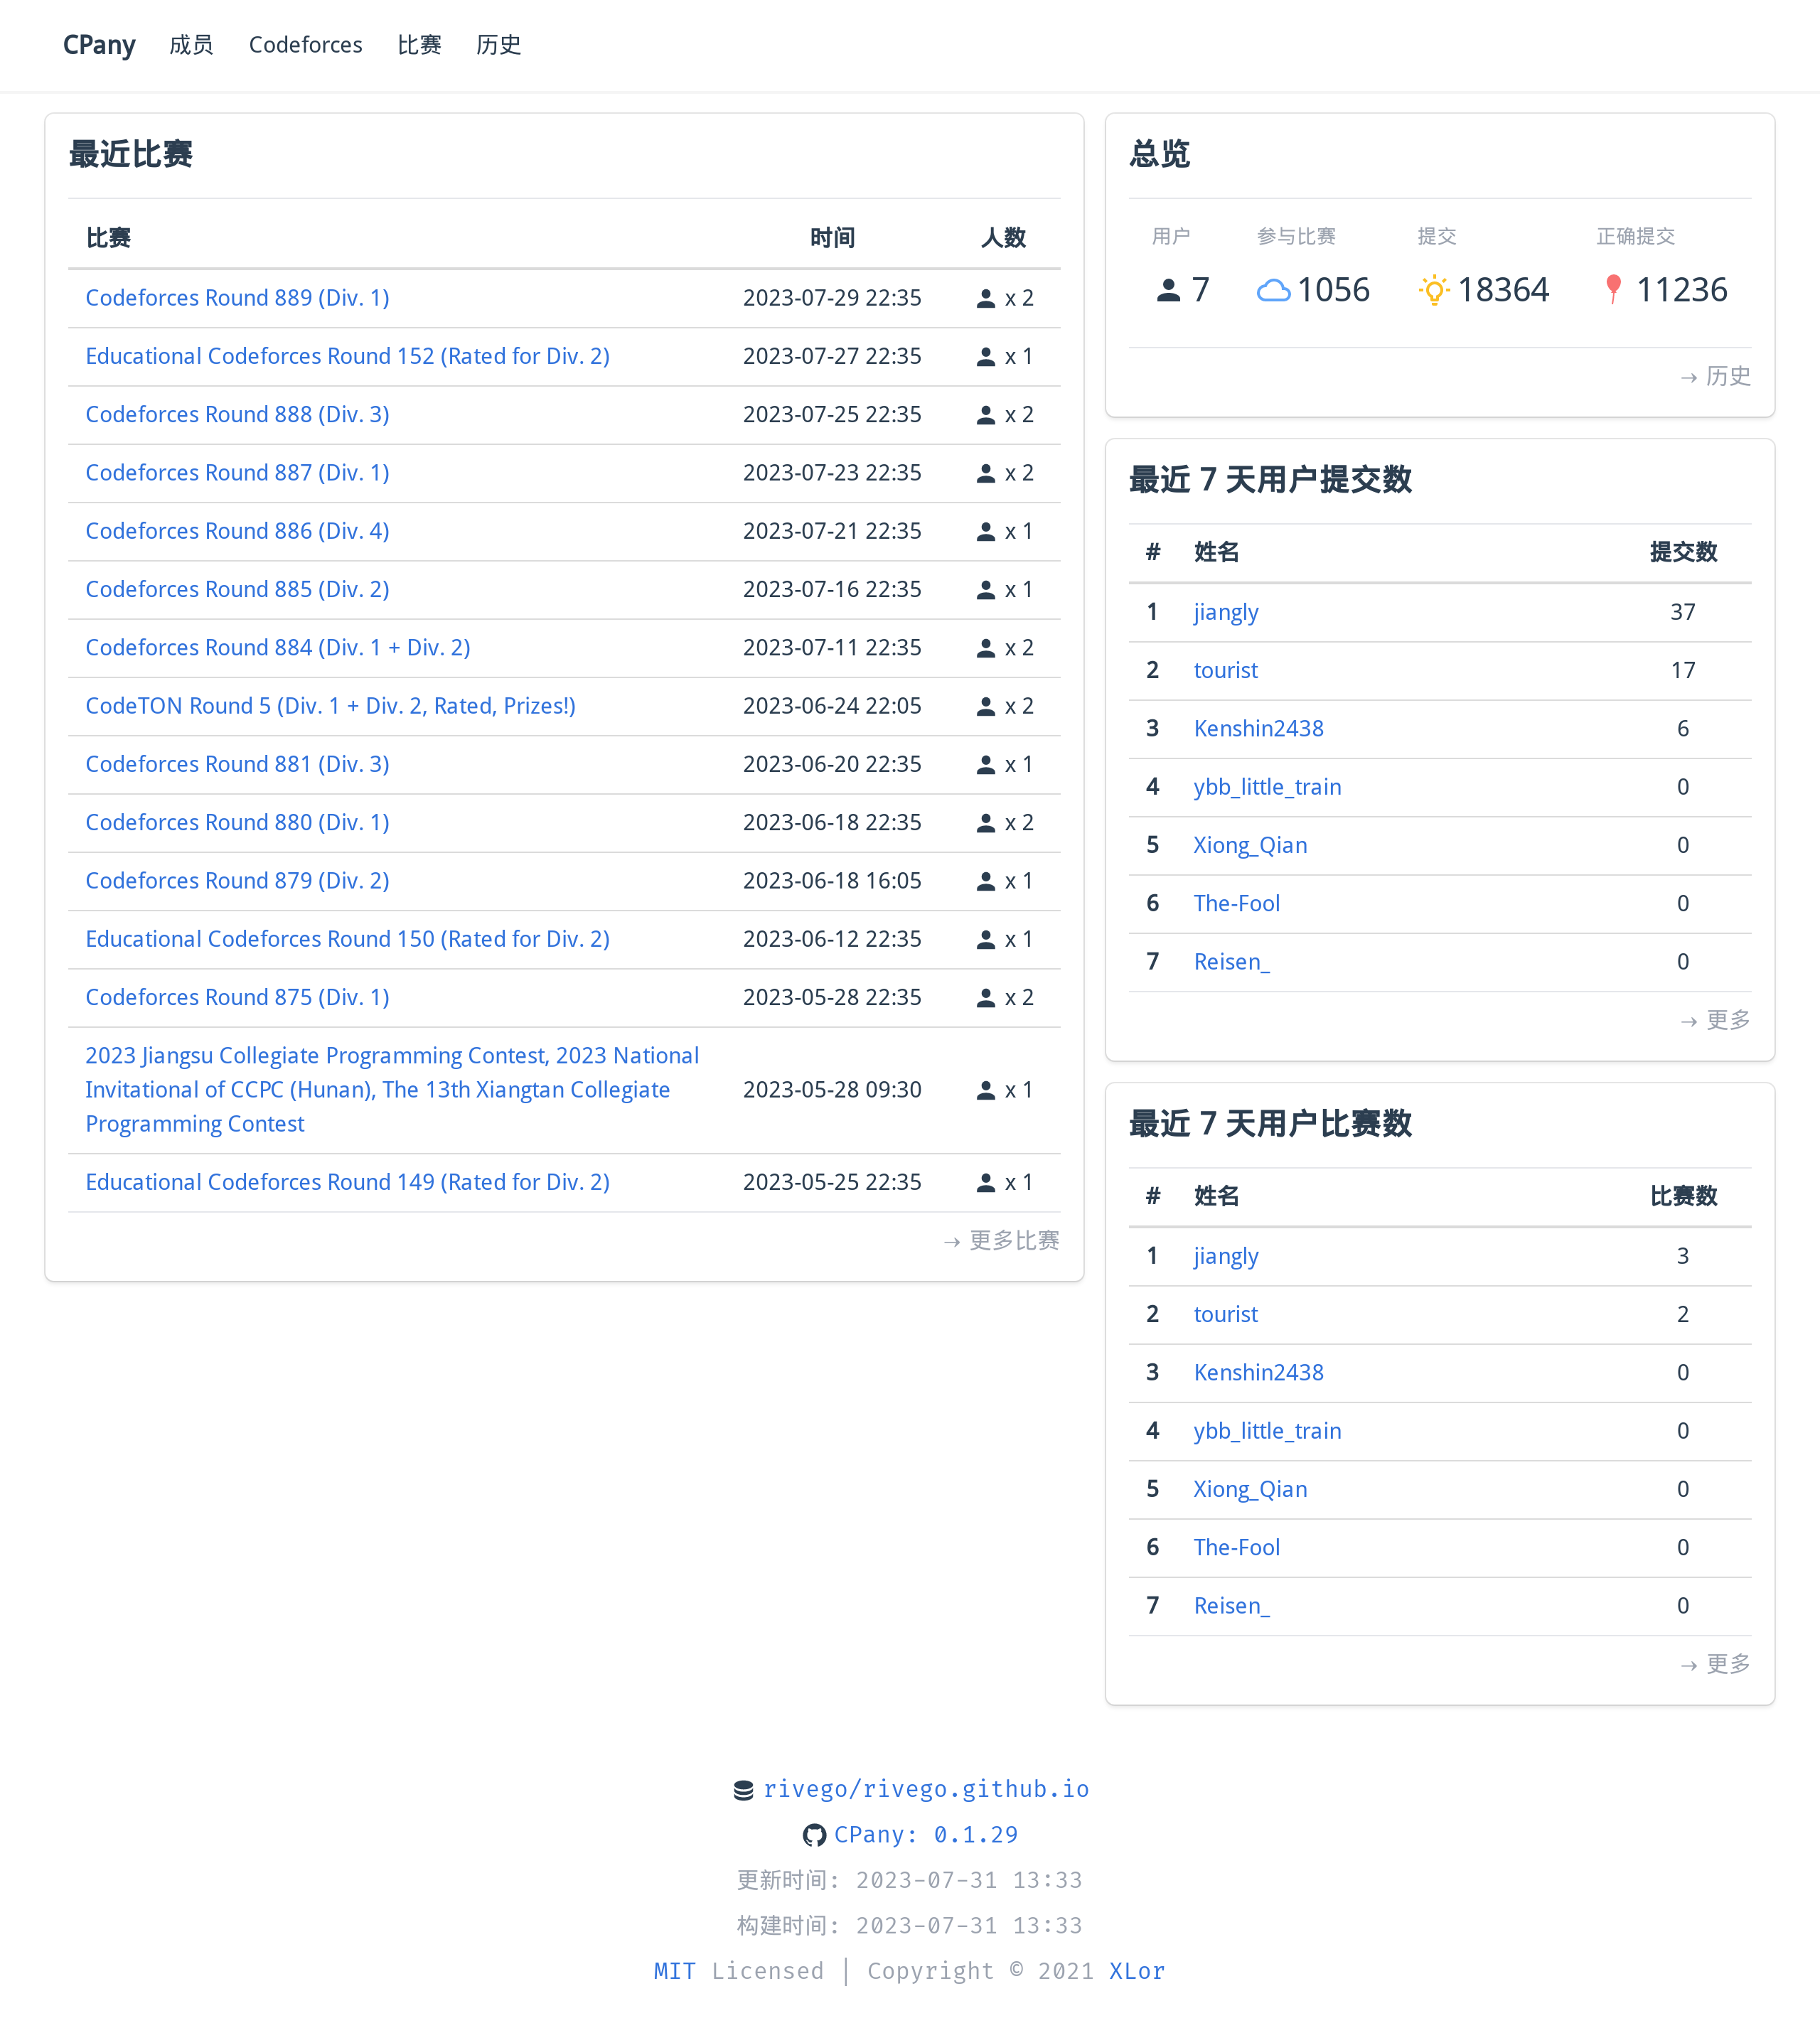 CPany 成员 Codeforces 比赛 历史
最近比赛
比赛 时间 人数
Codeforces Round 889 (Div. 1) 2023-07-29 22:35 x 2
Educational Codeforces Round 152 (Rated for Div. 2) 2023-07-27 22:35 x 1
Codeforces Round 888 (Div. 3) 2023-07-25 22:35 x 2
Codeforces Round 887 (Div. 1) 2023-07-23 22:35 x 2
Codeforces Round 886 (Div. 4) 2023-07-21 22:35 x 1
Codeforces Round 885 (Div. 2) 2023-07-16 22:35 x 1
Codeforces Round 884 (Div. 1 + Div. 2) 2023-07-11 22:35 x 2
CodeTON Round 5 (Div. 1 + Div. 2, Rated, Prizes!) 2023-06-24 22:05 x 2
Codeforces Round 881 (Div. 3) 2023-06-20 22:35 x 1
Codeforces Round 880 (Div. 1) 2023-06-18 22:35 x 2
Codeforces Round 879 (Div. 2) 2023-06-18 16:05 x 1
Educational Codeforces Round 150 (Rated for Div. 2) 2023-06-12 22:35 x 1
Codeforces Round 875 (Div. 1) 2023-05-28 22:35 x 2
2023 Jiangsu Collegiate Programming Contest, 2023 National
Invitational of CCPC (Hunan), The 13th Xiangtan Collegiate 2023-05-28 09:30 x 1
Programming Contest
Educational Codeforces Round 149 (Rated for Div. 2) 2023-05-25 22:35 x 1
→ 更多比赛
总览
用户 参与比赛 提交 正确提交
7 1056 18364 11236
→ 历史
最近 7 天用户提交数
# 姓名 提交数
1 jiangly 37
2 tourist 17
3 Kenshin2438 6
4 ybb_little_train 0
5 Xiong_Qian 0
6 The-Fool 0
7 Reisen_ 0
→ 更多
最近 7 天用户比赛数
# 姓名 比赛数
1 jiangly 3
2 tourist 2
3 Kenshin2438 0
4 ybb_little_train 0
5 Xiong_Qian 0
6 The-Fool 0
7 Reisen_ 0
→ 更多
rivego/rivego.github.io
CPany: 0.1.29
更新时间: 2023-07-31 13:33
构建时间: 2023-07-31 13:33
MIT Licensed | Copyright © 2021 XLor